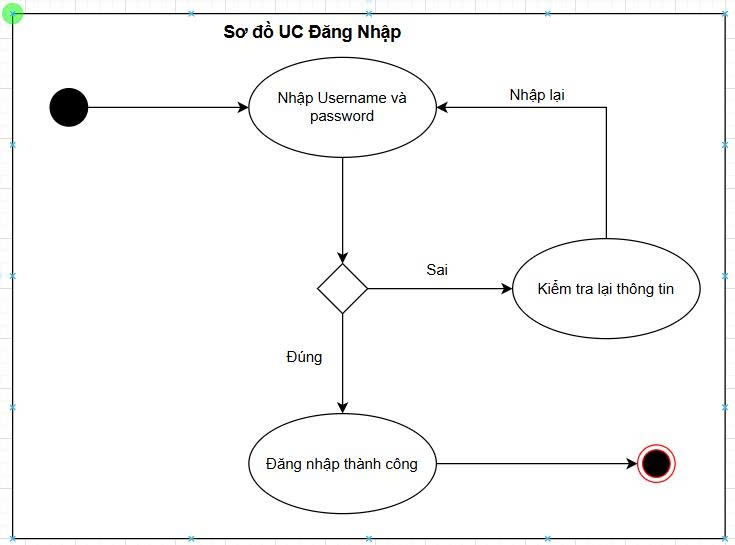 Sơ đồ UC Đăng Nhập
Nhập Username và
password
Nhập lại
Sai
Kiểm tra lại thông tin
Đúng
Đăng nhập thành công